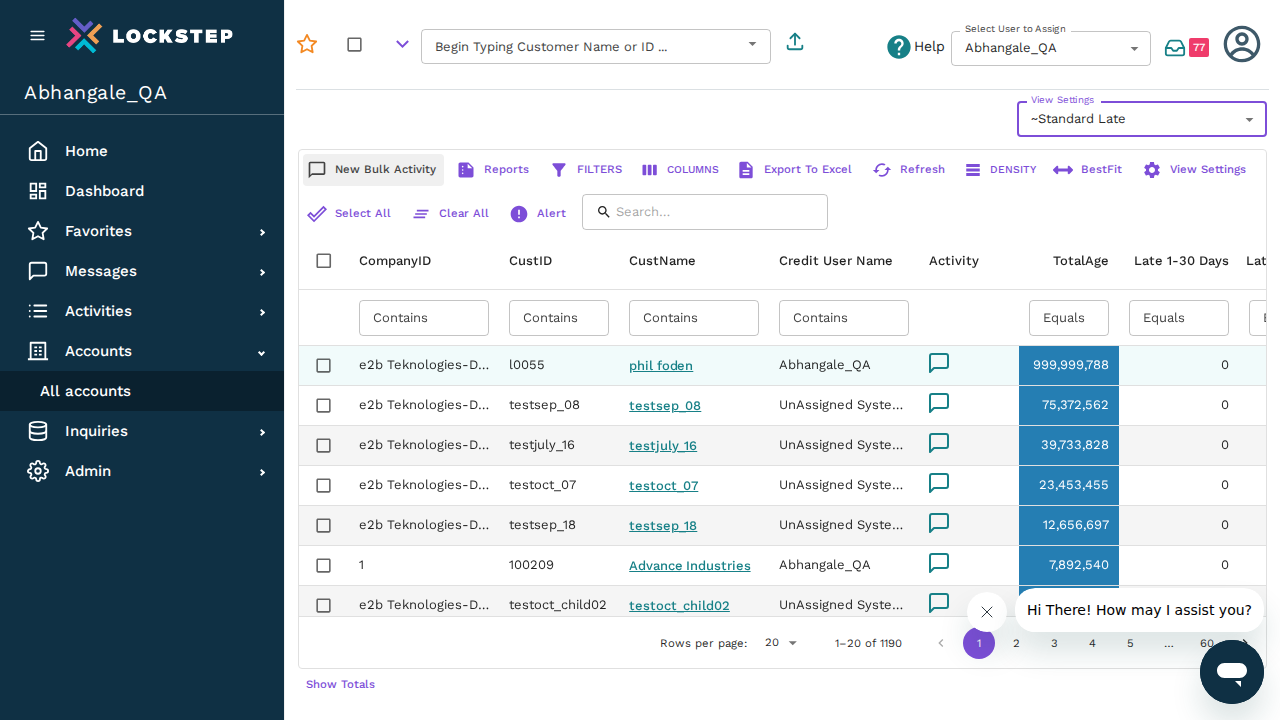 LOCKSTEP
Abhangale_QA
Home
Dashboard
Favorites
Messages
Activities
Accounts
All accounts
Inquiries
Admin
Begin Typing Customer Name or ID ...
Help
Select User to Assign
Abhangale_QA
77
View Settings
~Standard Late
New Bulk Activity
Reports
FILTERS
COLUMNS
Export To Excel
Refresh
DENSITY
BestFit
View Settings
Select All
Clear All
Alert
Search...
CompanyID CustID CustName Credit User Name Activity TotalAge Late 1-30 Days Lat
Contains Contains Contains Contains Equals Equals
e2b Teknologies-D... l0055 phil foden Abhangale_QA 999,999,788 0
e2b Teknologies-D... testsep_08 testsep_08 UnAssigned Syste... 75,372,562 0
e2b Teknologies-D... testjuly_16 testjuly_16 UnAssigned Syste... 39,733,828 0
e2b Teknologies-D... testoct_07 testoct_07 UnAssigned Syste... 23,453,455 0
e2b Teknologies-D... testsep_18 testsep_18 UnAssigned Syste... 12,656,697 0
1 100209 Advance Industries Abhangale_QA 7,892,540 0
e2b Teknologies-D... testoct_child02 testoct_child02 UnAssigned Syste...
Hi There! How may I assist you?
Rows per page: 20 1–20 of 1190 1 2 3 4 5 ... 60
Show Totals